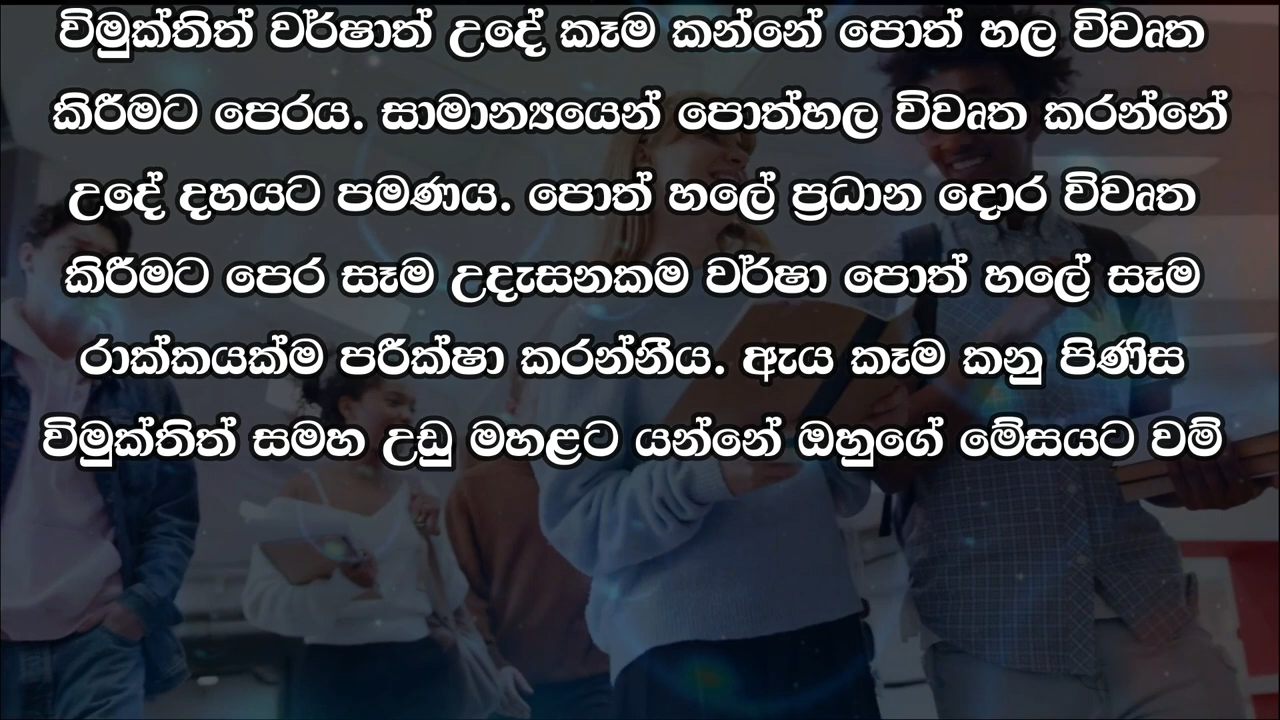 විමුක්තිත් වර්ෂාත් උදේ කෑම කන්නේ පොත් හල විවෘත
කිරීමට පෙරය. සාමාන්‍යයෙන් පොත්හල විවෘත කරන්නේ
උදේ දහයට පමණය. පොත් හලේ ප්‍රධාන දොර විවෘත
කිරීමට පෙර සෑම උදැසනකම වර්ෂා පොත් හලේ සෑම
රාක්කයක්ම පරීක්ෂා කරන්නීය. ඇය කෑම කනු පිණිස
විමුක්තිත් සමහ උඩු මහළට යන්නේ ඔහුගේ මේසයට වම්